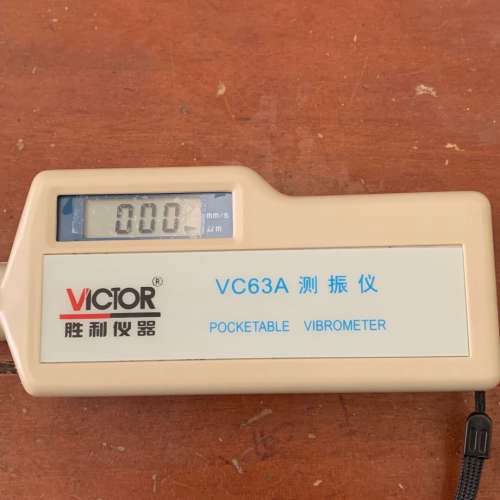 000
mm/s
μm
VICTOR®
胜利仪器
VC63A 测振仪
POCKETABLE VIBROMETER